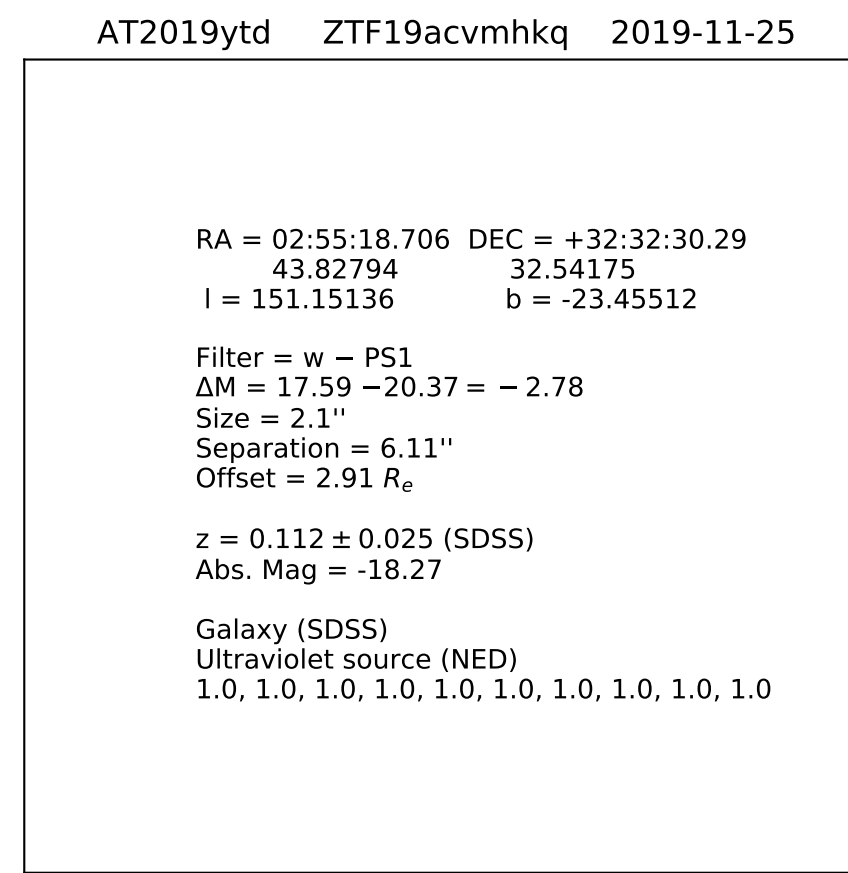 AT2019ytd ZTF19acvmhkq 2019-11-25
RA = 02:55:18.706 DEC = +32:32:30.29
43.82794 32.54175
l = 151.15136 b = -23.45512
Filter = w − PS1
ΔM = 17.59 −20.37 = − 2.78
Size = 2.1''
Separation = 6.11''
Offset = 2.91 Rₑ
z = 0.112 ± 0.025 (SDSS)
Abs. Mag = -18.27
Galaxy (SDSS)
Ultraviolet source (NED)
1.0, 1.0, 1.0, 1.0, 1.0, 1.0, 1.0, 1.0, 1.0, 1.0